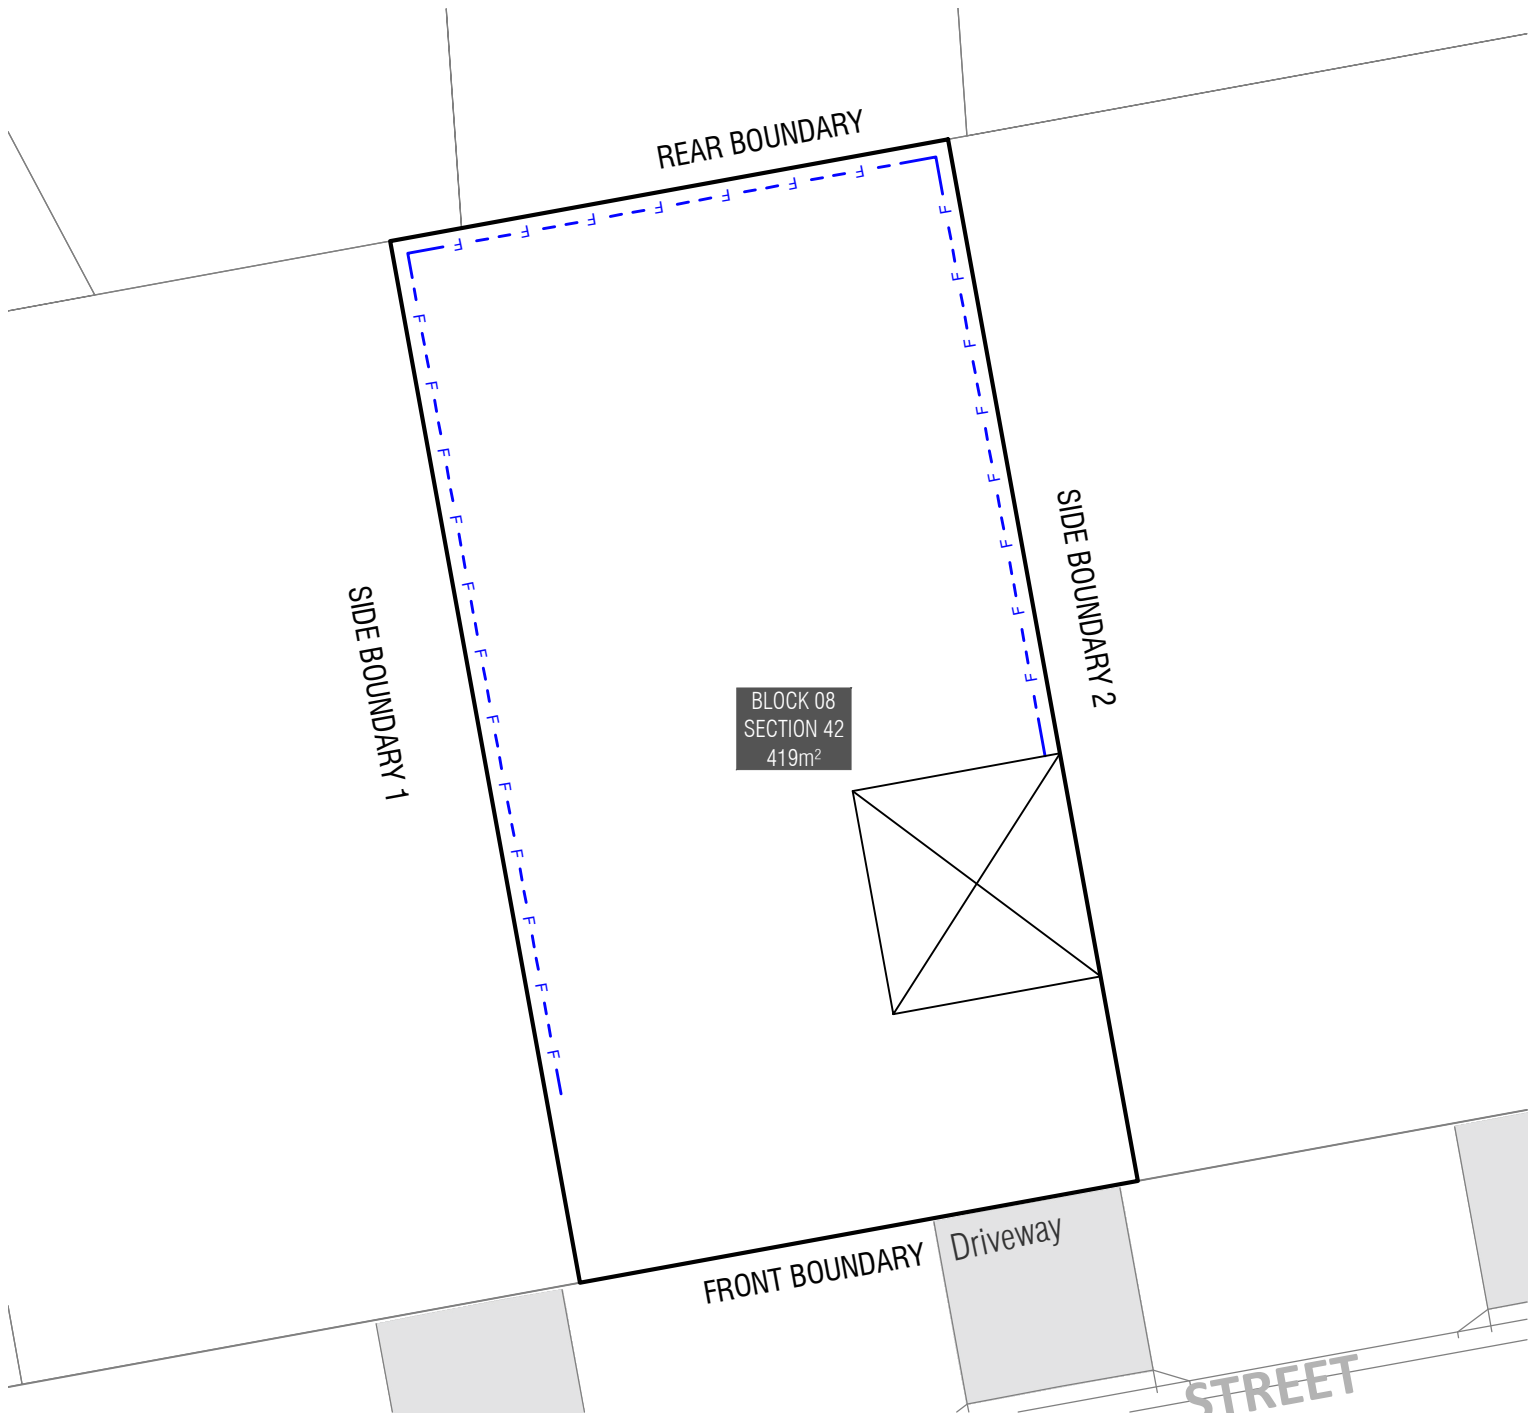 REAR BOUNDARY
F F F F F F F
F F F F F F F F
F F F F F F F F F F F F
SIDE BOUNDARY 2
SIDE BOUNDARY 1
BLOCK 08
SECTION 42
419m²
FRONT BOUNDARY
Driveway
STREET